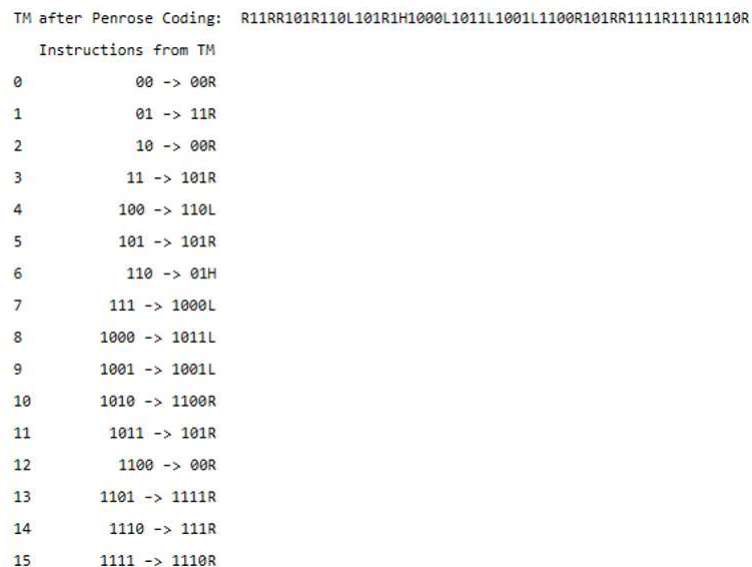 TM after Penrose Coding: R11RR101R110L101R1H1000L1011L1001L1100R101RR1111R111R1110R
Instructions from TM
0 00 -> 00R
1 01 -> 11R
2 10 -> 00R
3 11 -> 101R
4 100 -> 110L
5 101 -> 101R
6 110 -> 01H
7 111 -> 1000L
8 1000 -> 1011L
9 1001 -> 1001L
10 1010 -> 1100R
11 1011 -> 101R
12 1100 -> 00R
13 1101 -> 1111R
14 1110 -> 111R
15 1111 -> 1110R